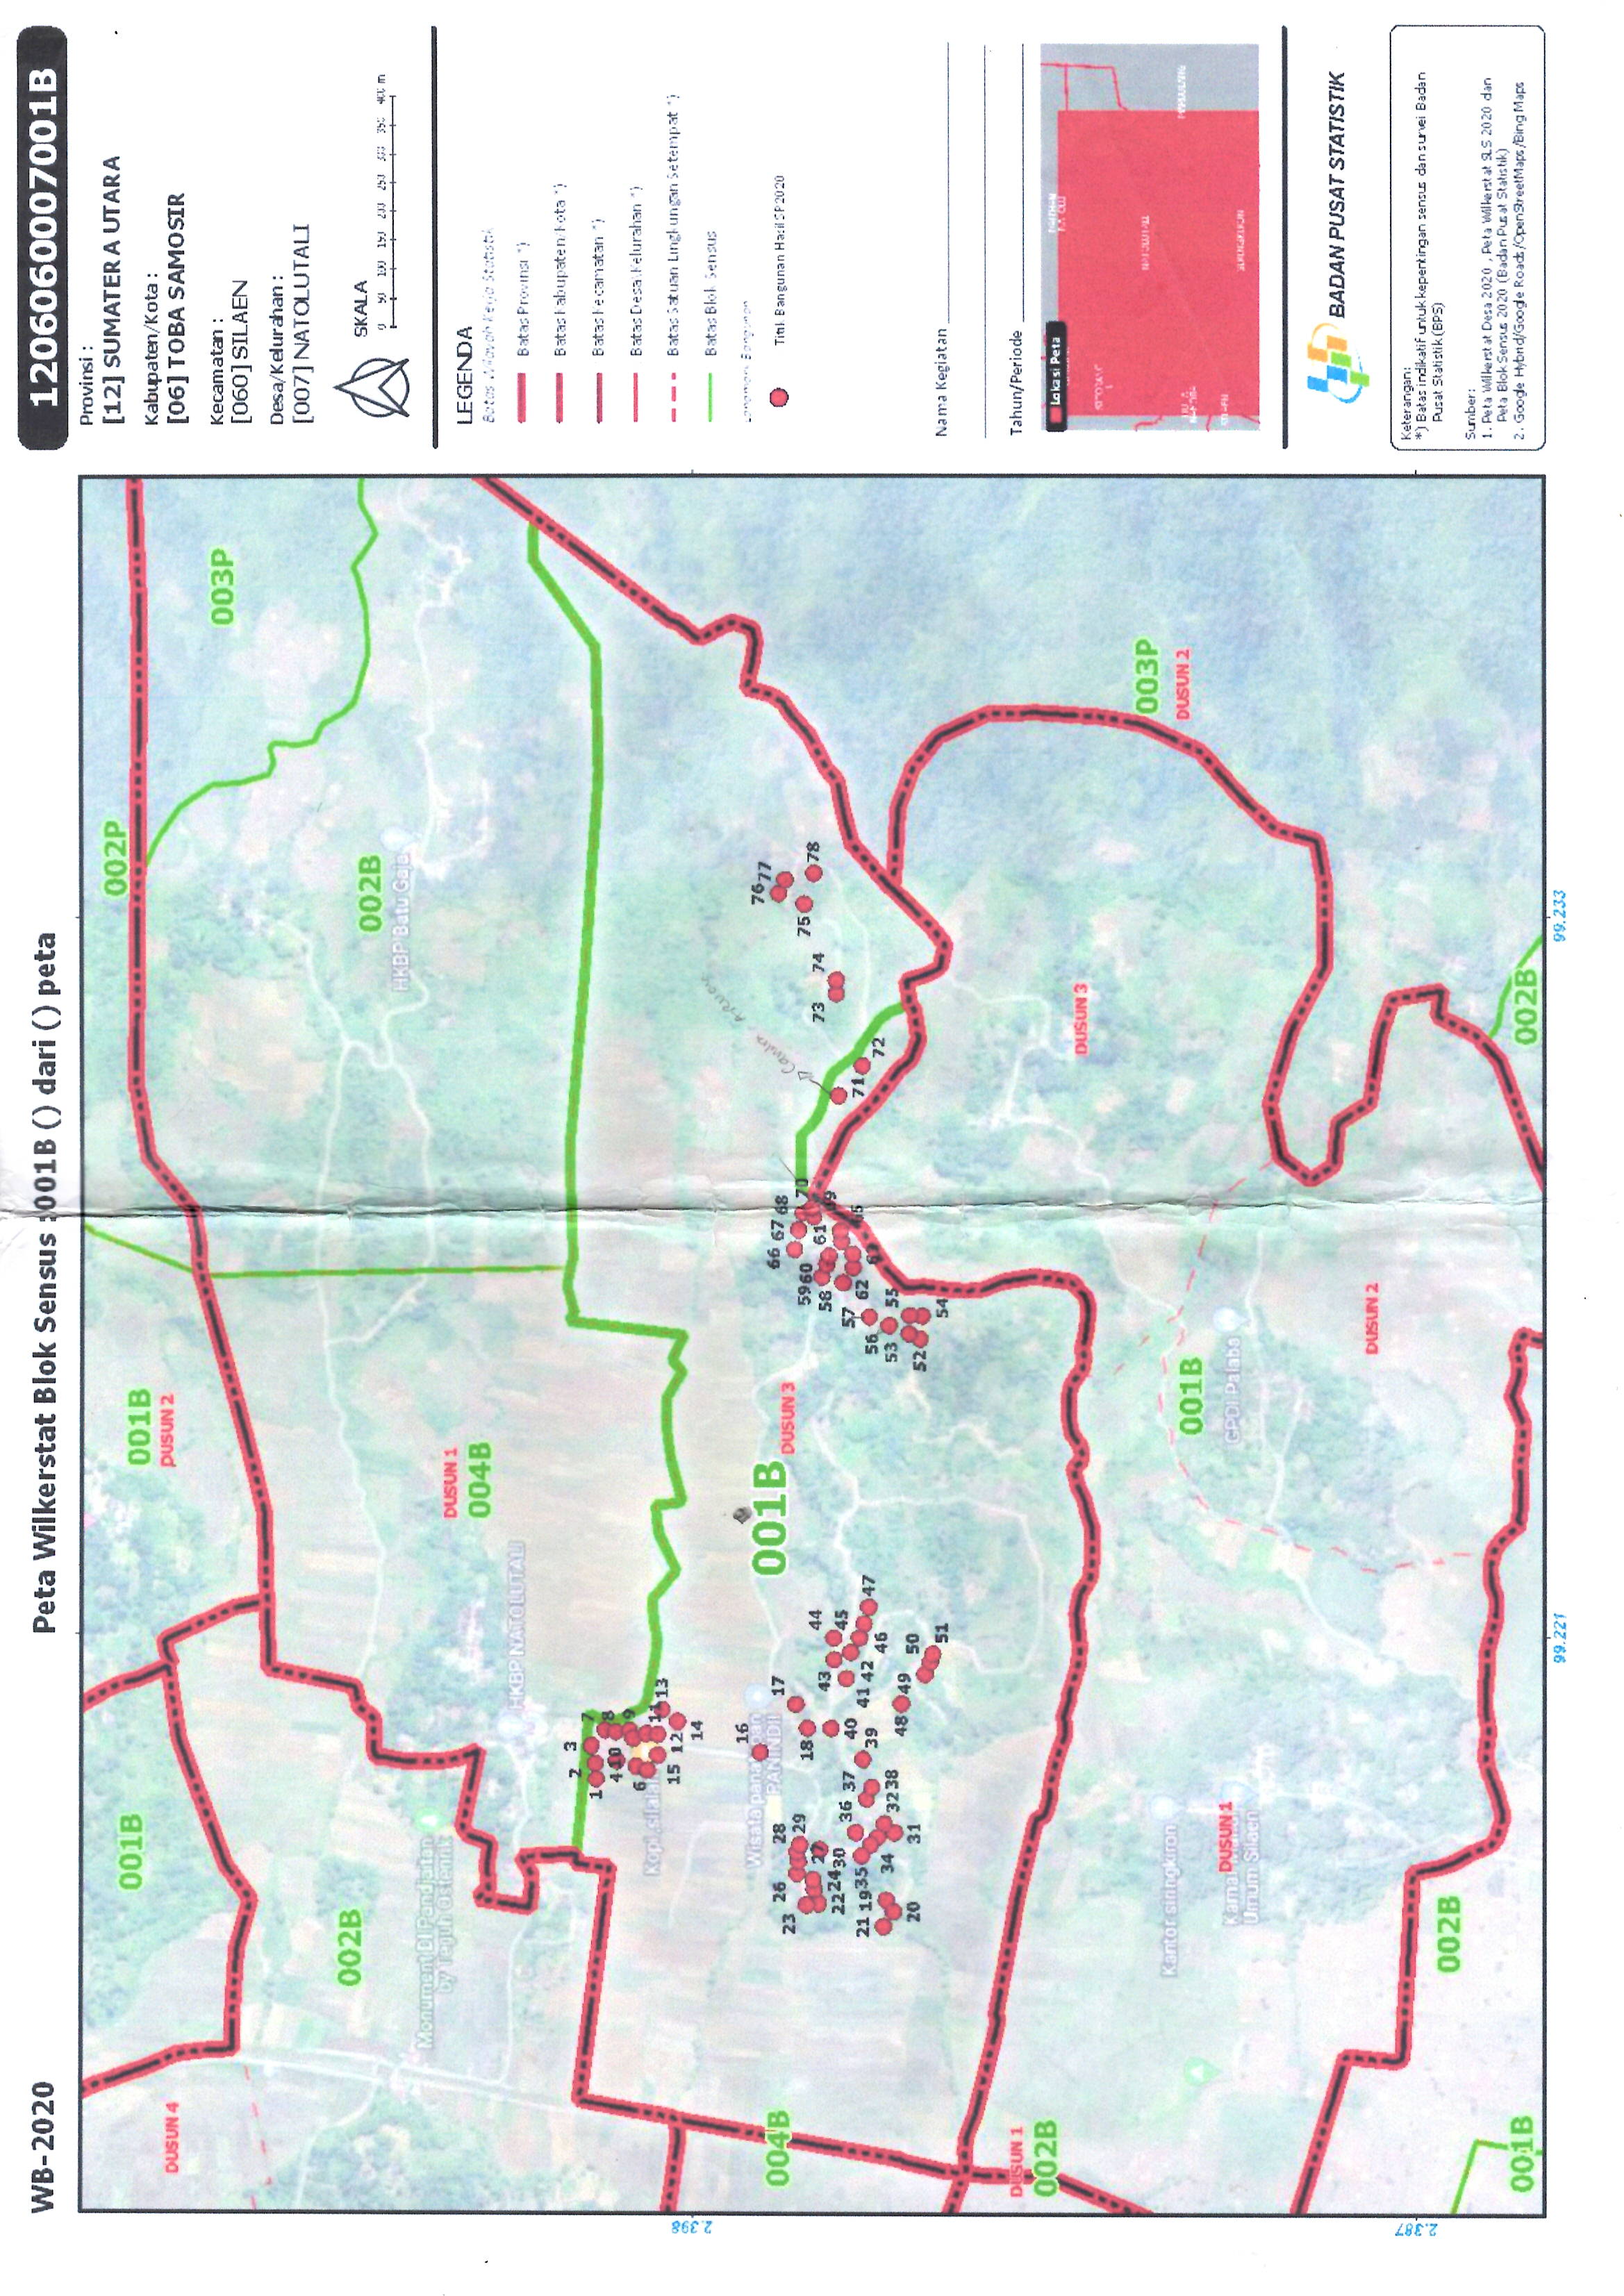 WB-2020
Peta Wilkerstat Blok Sensus :001B () dari () peta
1206060007001B
Provinsi :
[12] SUMATERA UTARA
Kabupaten/Kota :
[06] TOBA SAMOSIR
Kecamatan :
[060] SILAEN
Desa/Kelurahan :
[007] NATOLUTALI
SKALA
0 50 100 150 200 250 300 350 400 m
LEGENDA
Batas Wilayah Kerja Statistik
Batas Provinsi *)
Batas Kabupaten/Kota *)
Batas Kecamatan *)
Batas Desa\Kelurahan *)
Batas Satuan Lingkungan Setempat *)
Batas Blok Sensus
Landmark Bangunan
Titik Bangunan Hasil SP2020
Nama Kegiatan
Tahun/Periode
Lokasi Peta
NATOLUTALI
BADAN PUSAT STATISTIK
Keterangan:
*) Batas indikatif untuk kepentingan sensus dan survei Badan
Pusat Statistik (BPS)
Sumber:
1. Peta Wilkerstat Desa 2020 , Peta Wilkerstat SLS 2020 dan
Peta Blok Sensus 2020 (Badan Pusat Statistik)
2. Google Hybrid/Google Roads/OpenStreetMaps/Bing Maps
001B
001B
DUSUN 2
002P
DUSUN 4
003P
002B
002B
HKBP Batu Gaja
Monument DI Pandjaitan
by Teguh Ostenrik
DUSUN 1
004B
HKBP NATOLUTALI
2 3
1 7
4 10 8
6 9
Kopi silalahi
11 13
15 12
14
2.398
16
Wisata panatapan
PANINDII
001B
DUSUN 3
004B
26 28 17
23 29 18
22 24 27
30 43 44
45
21 19 35 36 37 40
41 42
34 39 46 47
20 31 32 38
48 49 50
51
66 67 68
59 60 70
58 61 69
57 62 65
56 63
53 55
52
54
71
72
73 74
76 77
75 78
DUSUN 1
002B
DUSUN 3
003P
DUSUN 2
Kantor siringkiron
001B
DUSUN 1
Umum Silaen
GPDI Palaba
DUSUN 2
2.387
002B
001B
002B
99.221
99.233